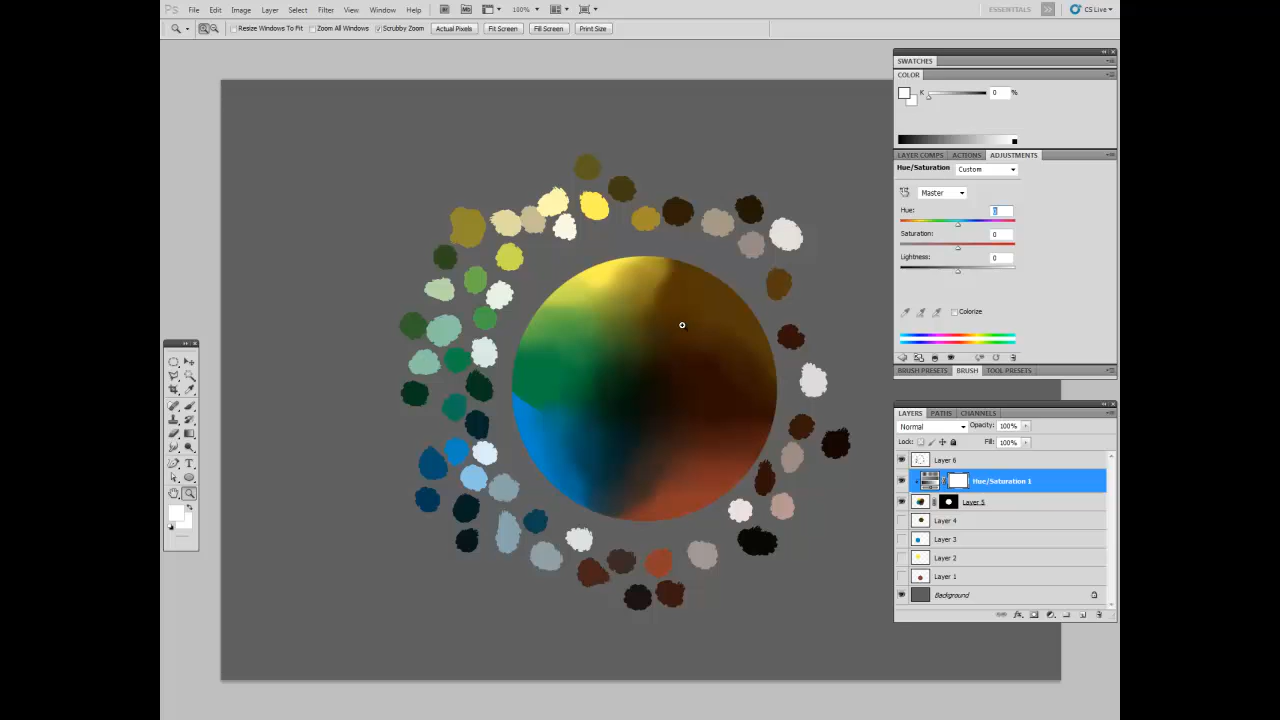 Ps File Edit Image Layer Select Filter View Window Help Br Mb 100% ESSENTIALS >> CS Live
Resize Windows To Fit Zoom All Windows Scrubby Zoom Actual Pixels Fit Screen Fill Screen Print Size
SWATCHES
COLOR
K 0 %
LAYER COMPS ACTIONS ADJUSTMENTS
Hue/Saturation Custom
Master
Hue: 0
Saturation: 0
Lightness: 0
Colorize
BRUSH PRESETS BRUSH TOOL PRESETS
LAYERS PATHS CHANNELS
Normal Opacity: 100%
Lock: Fill: 100%
Layer 6
Hue/Saturation 1
Layer 5
Layer 4
Layer 3
Layer 2
Layer 1
Background